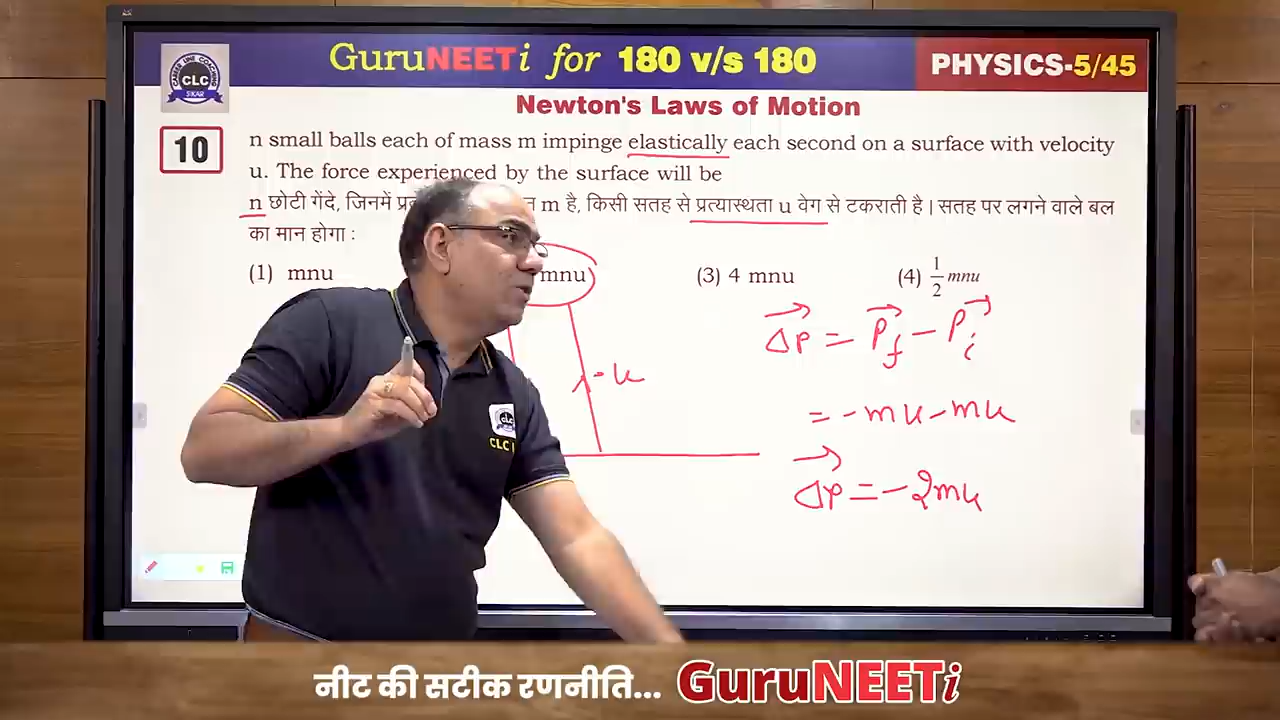 GuruNEETi for 180 v/s 180
PHYSICS-5/45
CLC
SIKAR
Newton's Laws of Motion
10
n small balls each of mass m impinge elastically each second on a surface with velocity
u. The force experienced by the surface will be
n छोटी गेंदे, जिनमें m है, किसी सतह से प्रत्यास्थता u वेग से टकराती है। सतह पर लगने वाले बल
का मान होगा :
(1) mnu
mnu
(3) 4 mnu
(4) 1/2 mnu
Δp = Pf - Pi
-u
= -mu-mu
Δp = -2mu
CLC
नीट की सटीक रणनीति... GuruNEETi